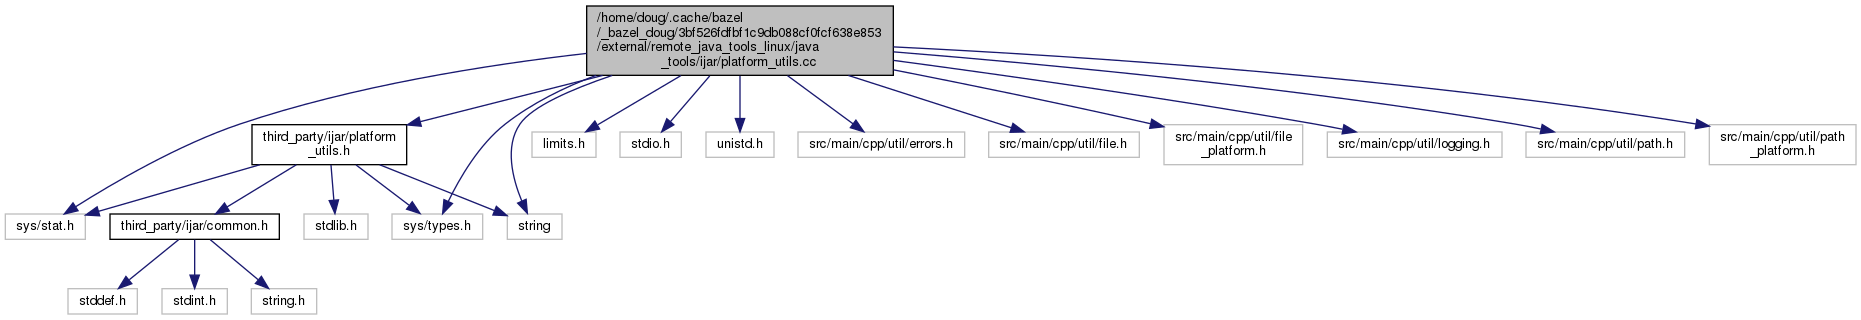 /home/doug/.cache/bazel
/_bazel_doug/3bf526fdfbf1c9db088cf0fcf638e853
/external/remote_java_tools_linux/java
_tools/ijar/platform_utils.cc
third_party/ijar/platform
_utils.h
limits.h
stdio.h
unistd.h
src/main/cpp/util/errors.h
src/main/cpp/util/file.h
src/main/cpp/util/file
_platform.h
src/main/cpp/util/logging.h
src/main/cpp/util/path.h
src/main/cpp/util/path
_platform.h
sys/stat.h
third_party/ijar/common.h
stdlib.h
sys/types.h
string
stddef.h
stdint.h
string.h